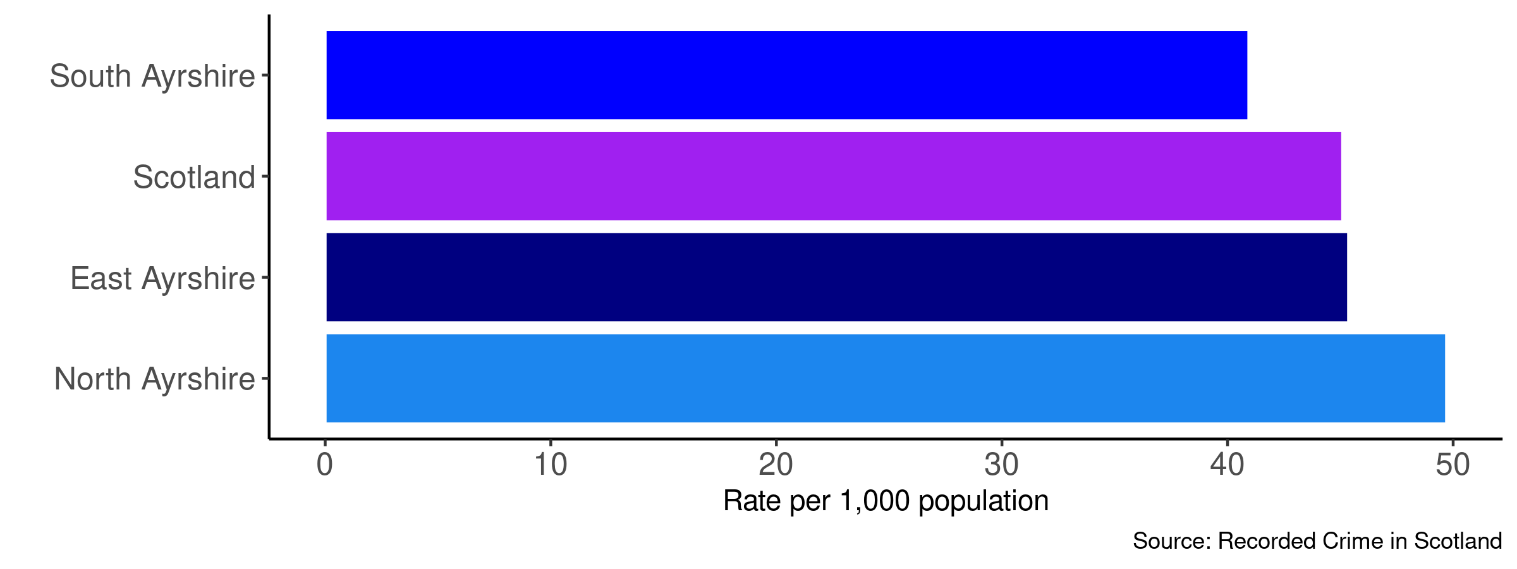 South Ayrshire
Scotland
East Ayrshire
North Ayrshire
0 10 20 30 40 50
Rate per 1,000 population
Source: Recorded Crime in Scotland